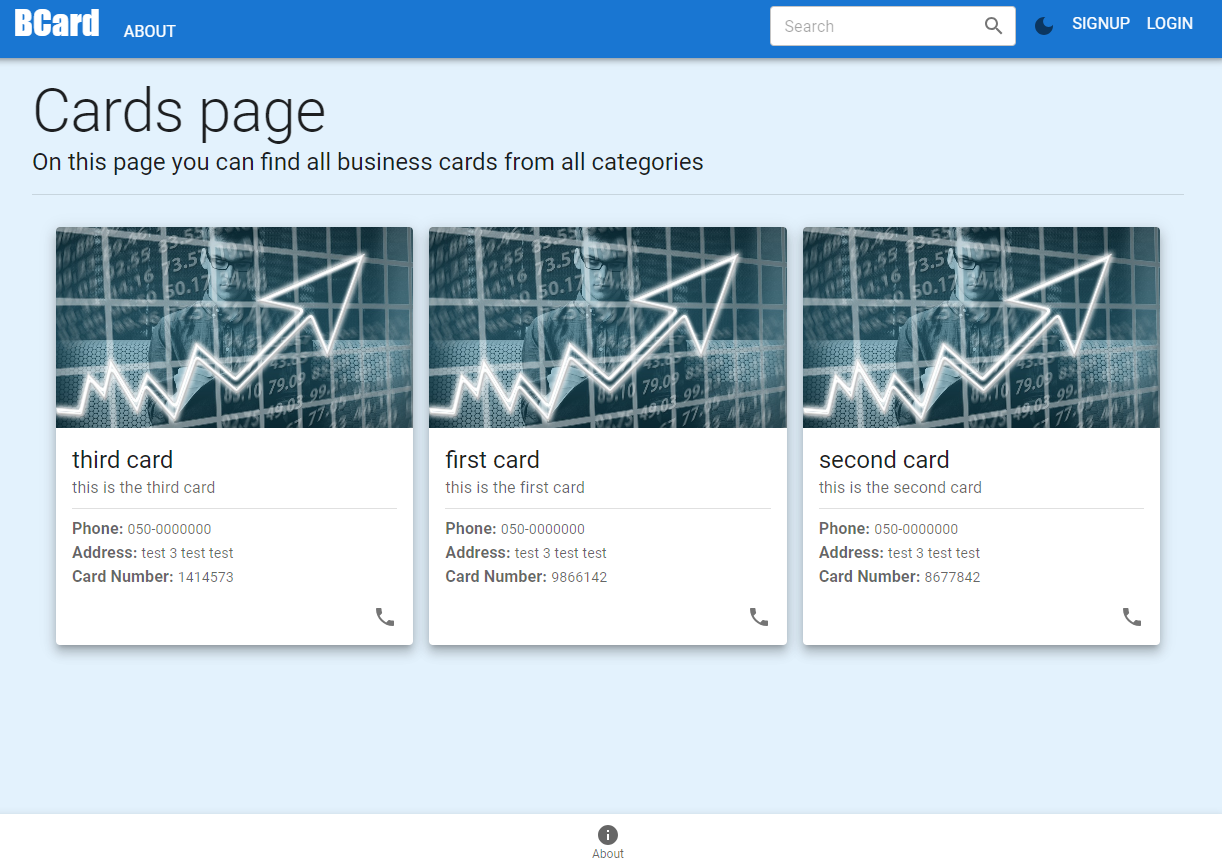 BCard ABOUT Search SIGNUP LOGIN
Cards page
On this page you can find all business cards from all categories
third card
this is the third card
Phone: 050-0000000
Address: test 3 test test
Card Number: 1414573
first card
this is the first card
Phone: 050-0000000
Address: test 3 test test
Card Number: 9866142
second card
this is the second card
Phone: 050-0000000
Address: test 3 test test
Card Number: 8677842
About